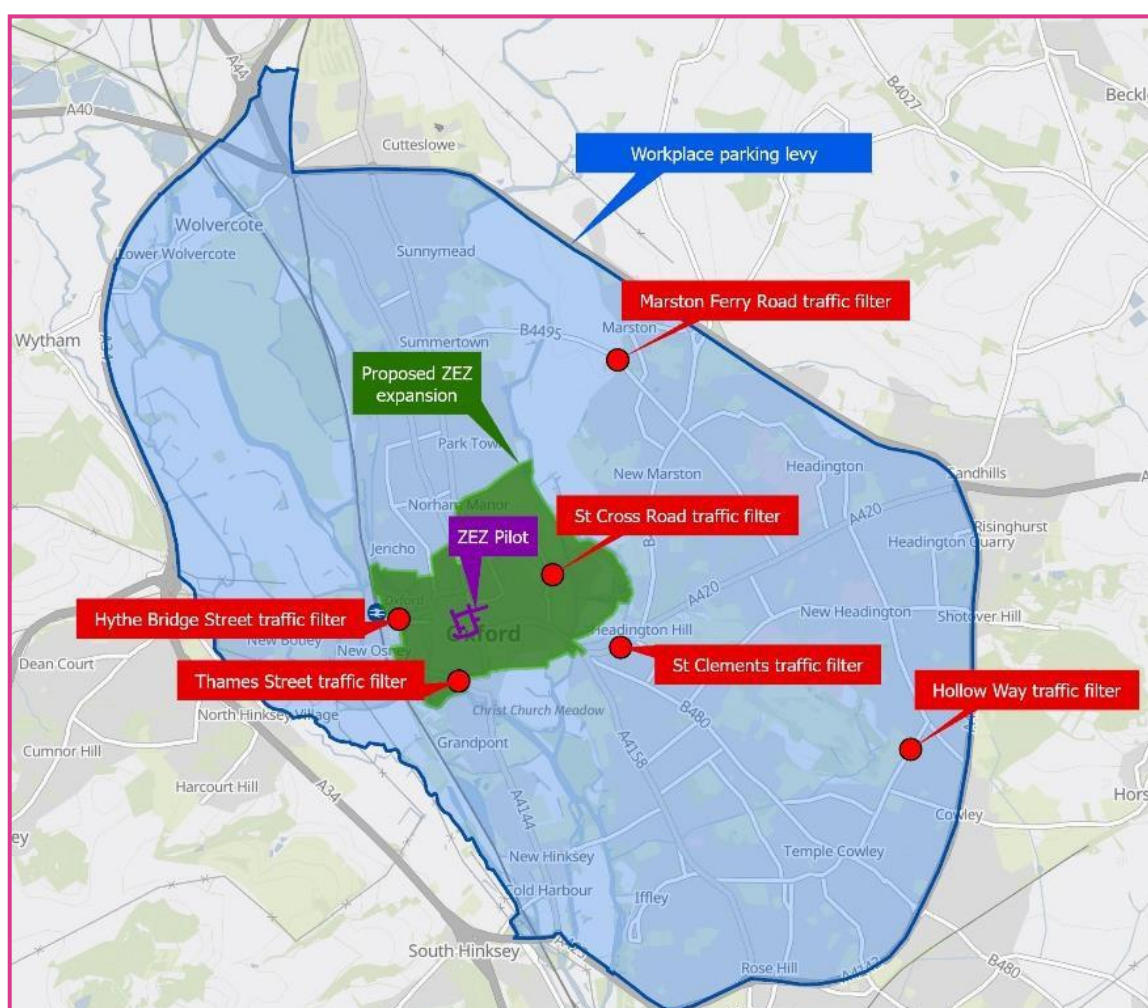 A44
A40
B4027
Cutteslowe
Workplace parking levy
Wolvercote
Lower Wolvercote
Sunnymead
Marston Ferry Road traffic filter
Wytham
B4495
Marston
Summertown
Proposed ZEZ
expansion
Park Town
New Marston
Headington
Sandhills
Norham Manor
St Cross Road traffic filter
A420
Risinghurst
Headington Quarry
ZEZ Pilot
Jericho
A420
Hythe Bridge Street traffic filter
New Headington
Shotover Hill
Oxford
Headington Hill
New Botley
New Osney
Dean Court
St Clements traffic filter
Thames Street traffic filter
Hollow Way traffic filter
Christ Church Meadow
B480
North Hinksey Village
Grandpont
Cumnor Hill
A4158
Harcourt Hill
A34
A4144
Cowley
New Hinksey
Temple Cowley
Cold Harbour
Iffley
South Hinksey
Rose Hill
B480